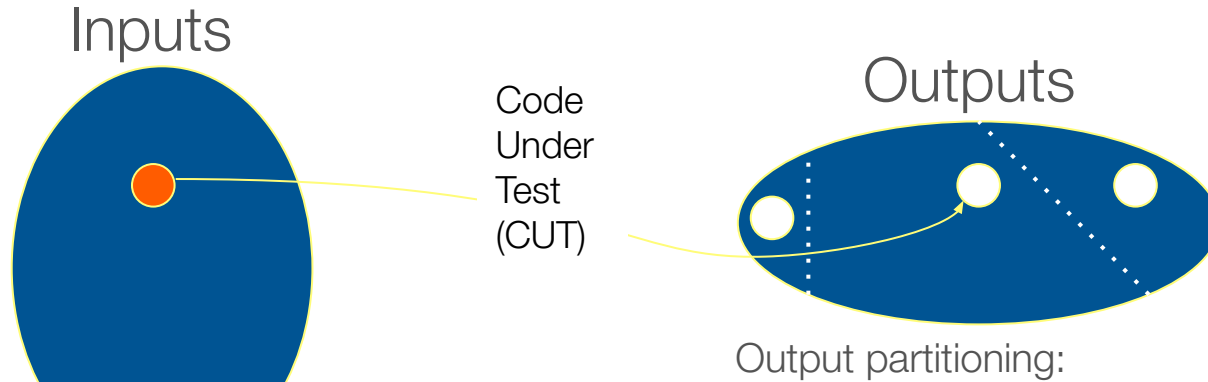 Inputs
Code
Under
Test
(CUT)
Outputs
Output partitioning: